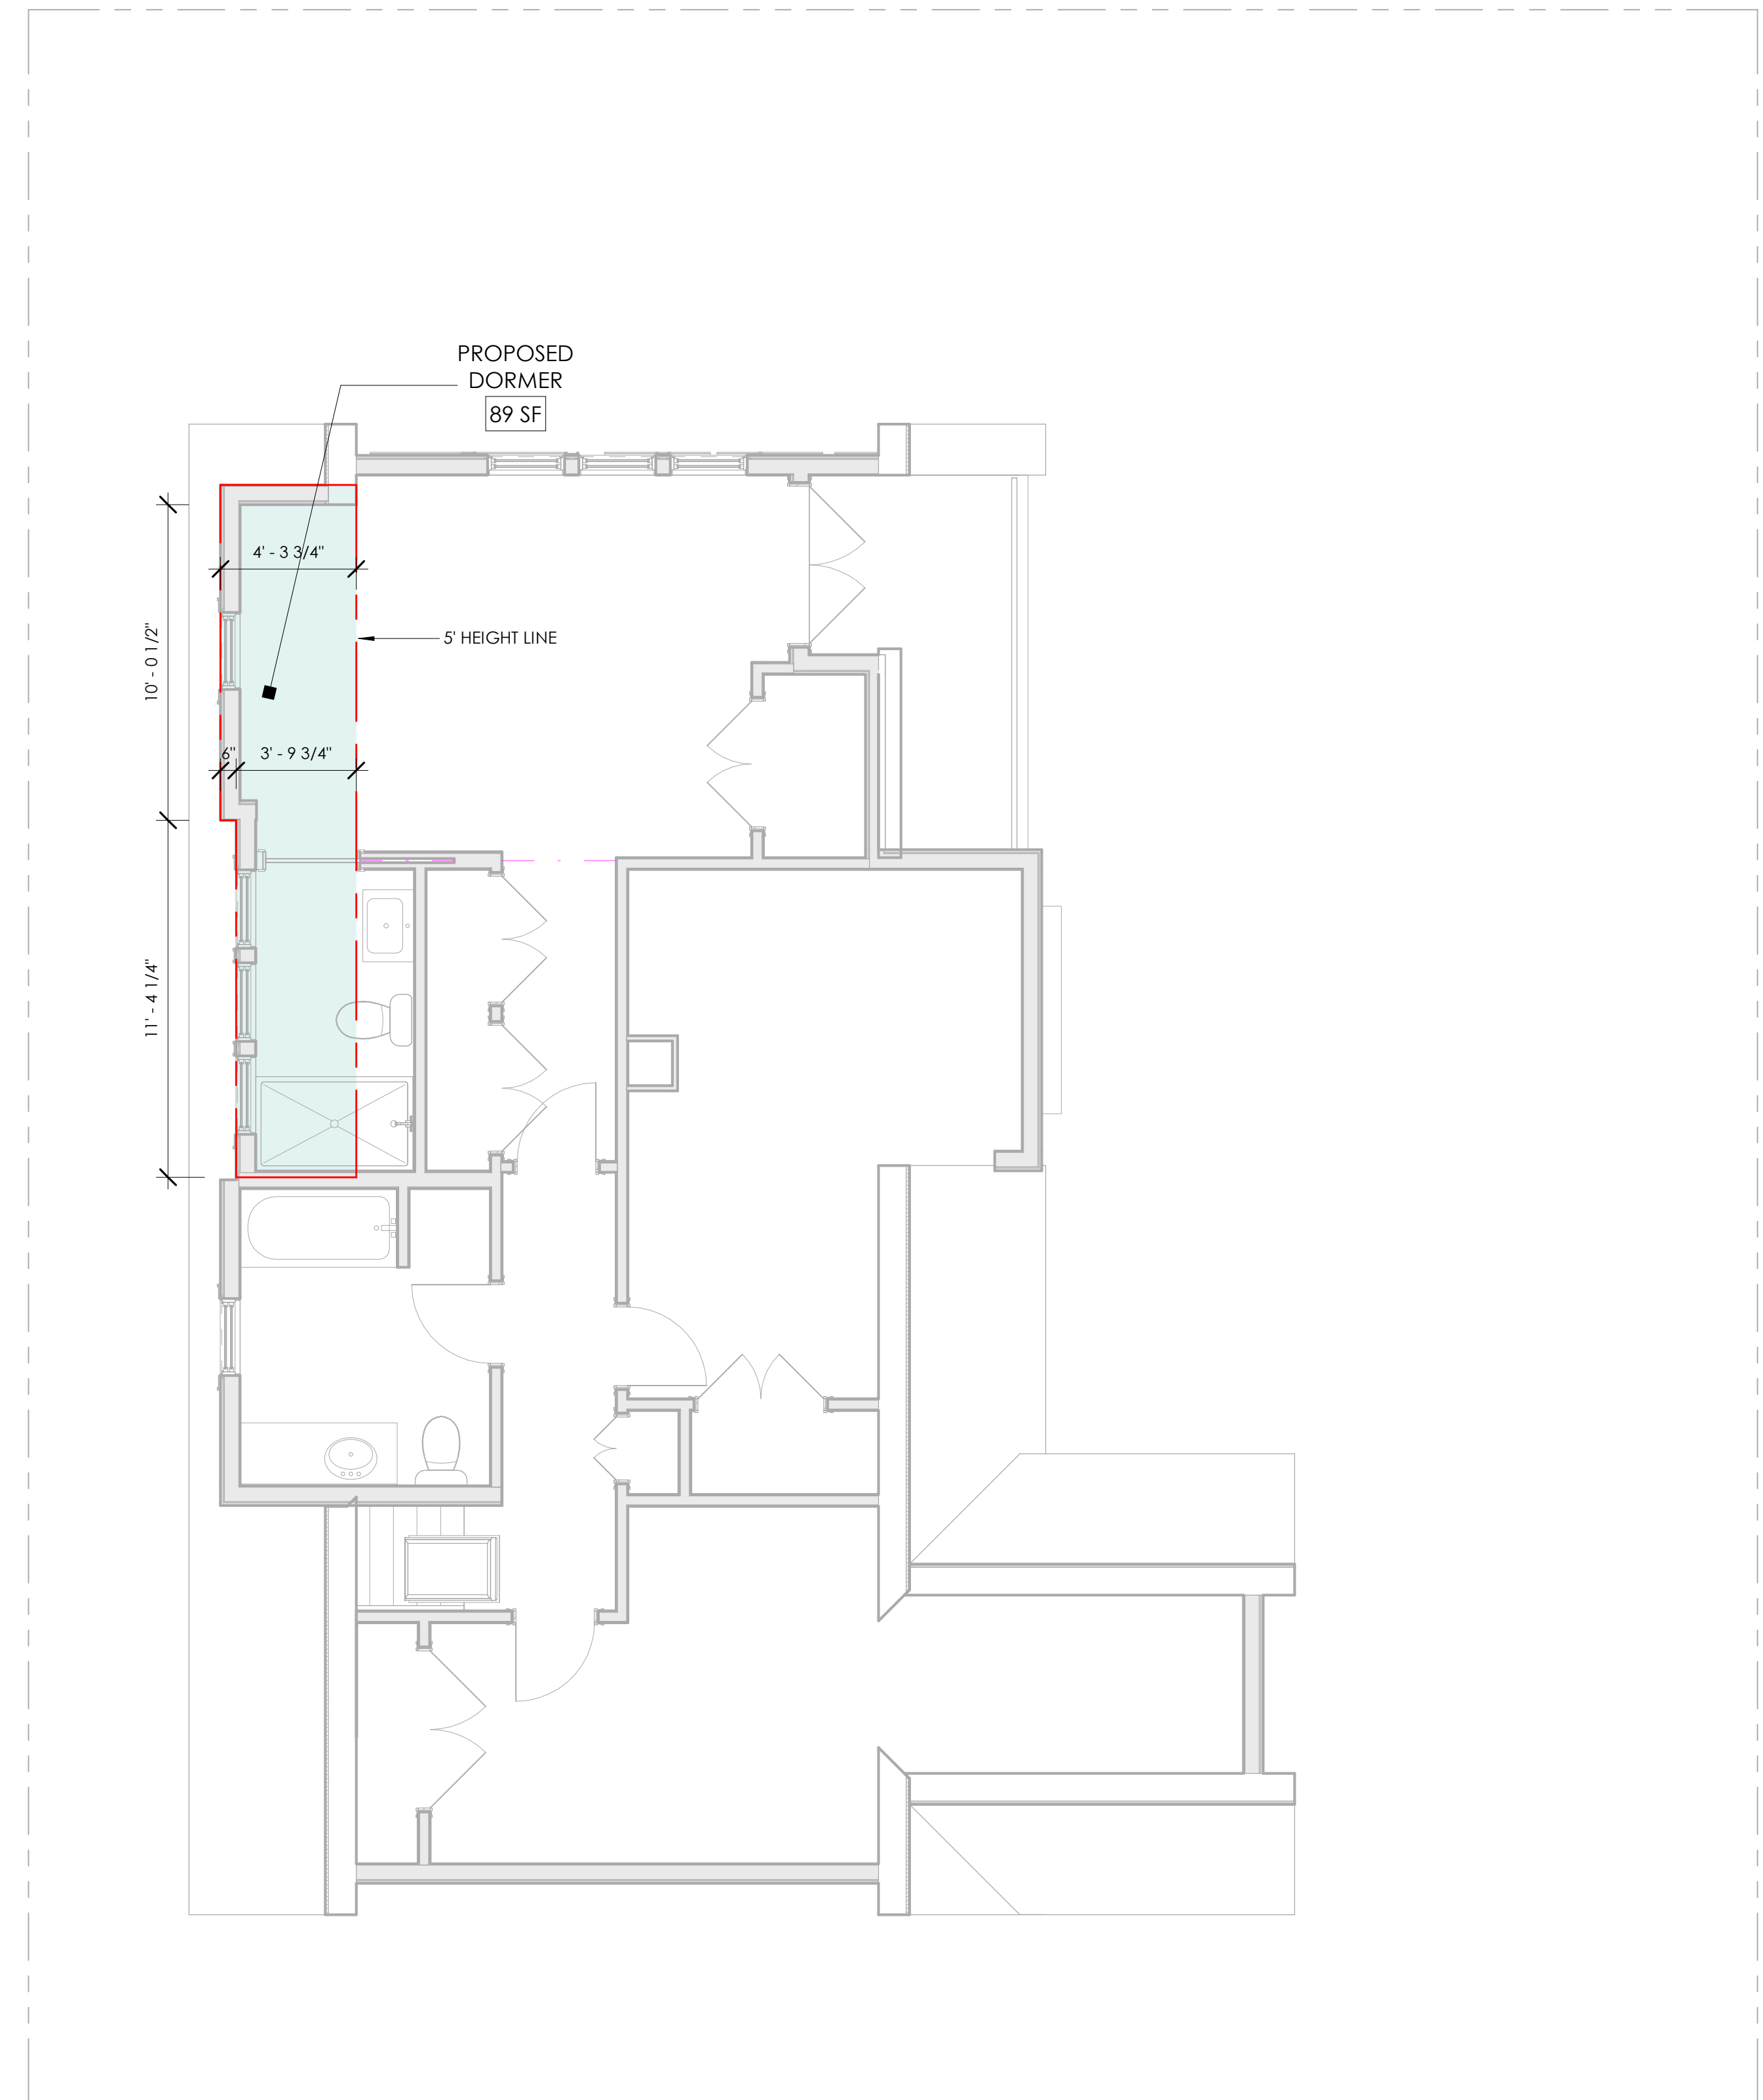 PROPOSED
DORMER
89 SF
4' - 3 3/4"
5' HEIGHT LINE
10' - 0 1/2"
6"
3' - 9 3/4"
11' - 4 1/4"